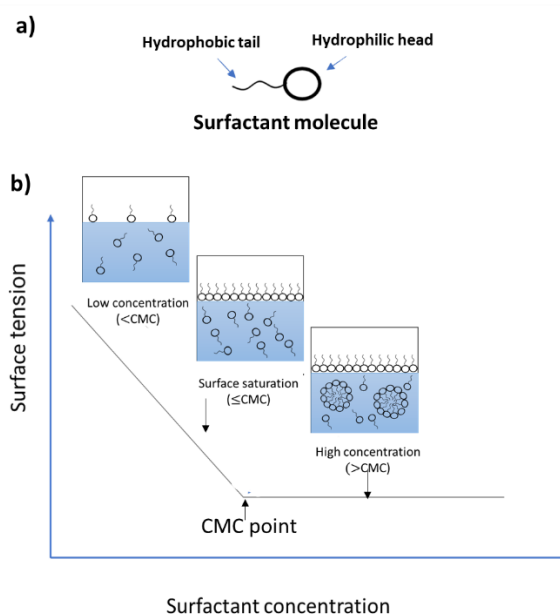 a)
Hydrophobic tail
Hydrophilic head
Surfactant molecule
b)
Low concentration
(<CMC)
Surface saturation
(≤CMC)
High concentration
(>CMC)
Surface tension
CMC point
Surfactant concentration